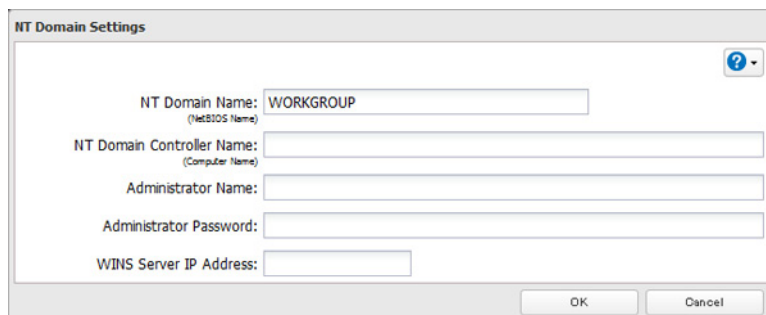 NT Domain Settings
?
NT Domain Name: WORKGROUP
(NetBIOS Name)
NT Domain Controller Name:
(Computer Name)
Administrator Name:
Administrator Password:
WINS Server IP Address:
OK Cancel